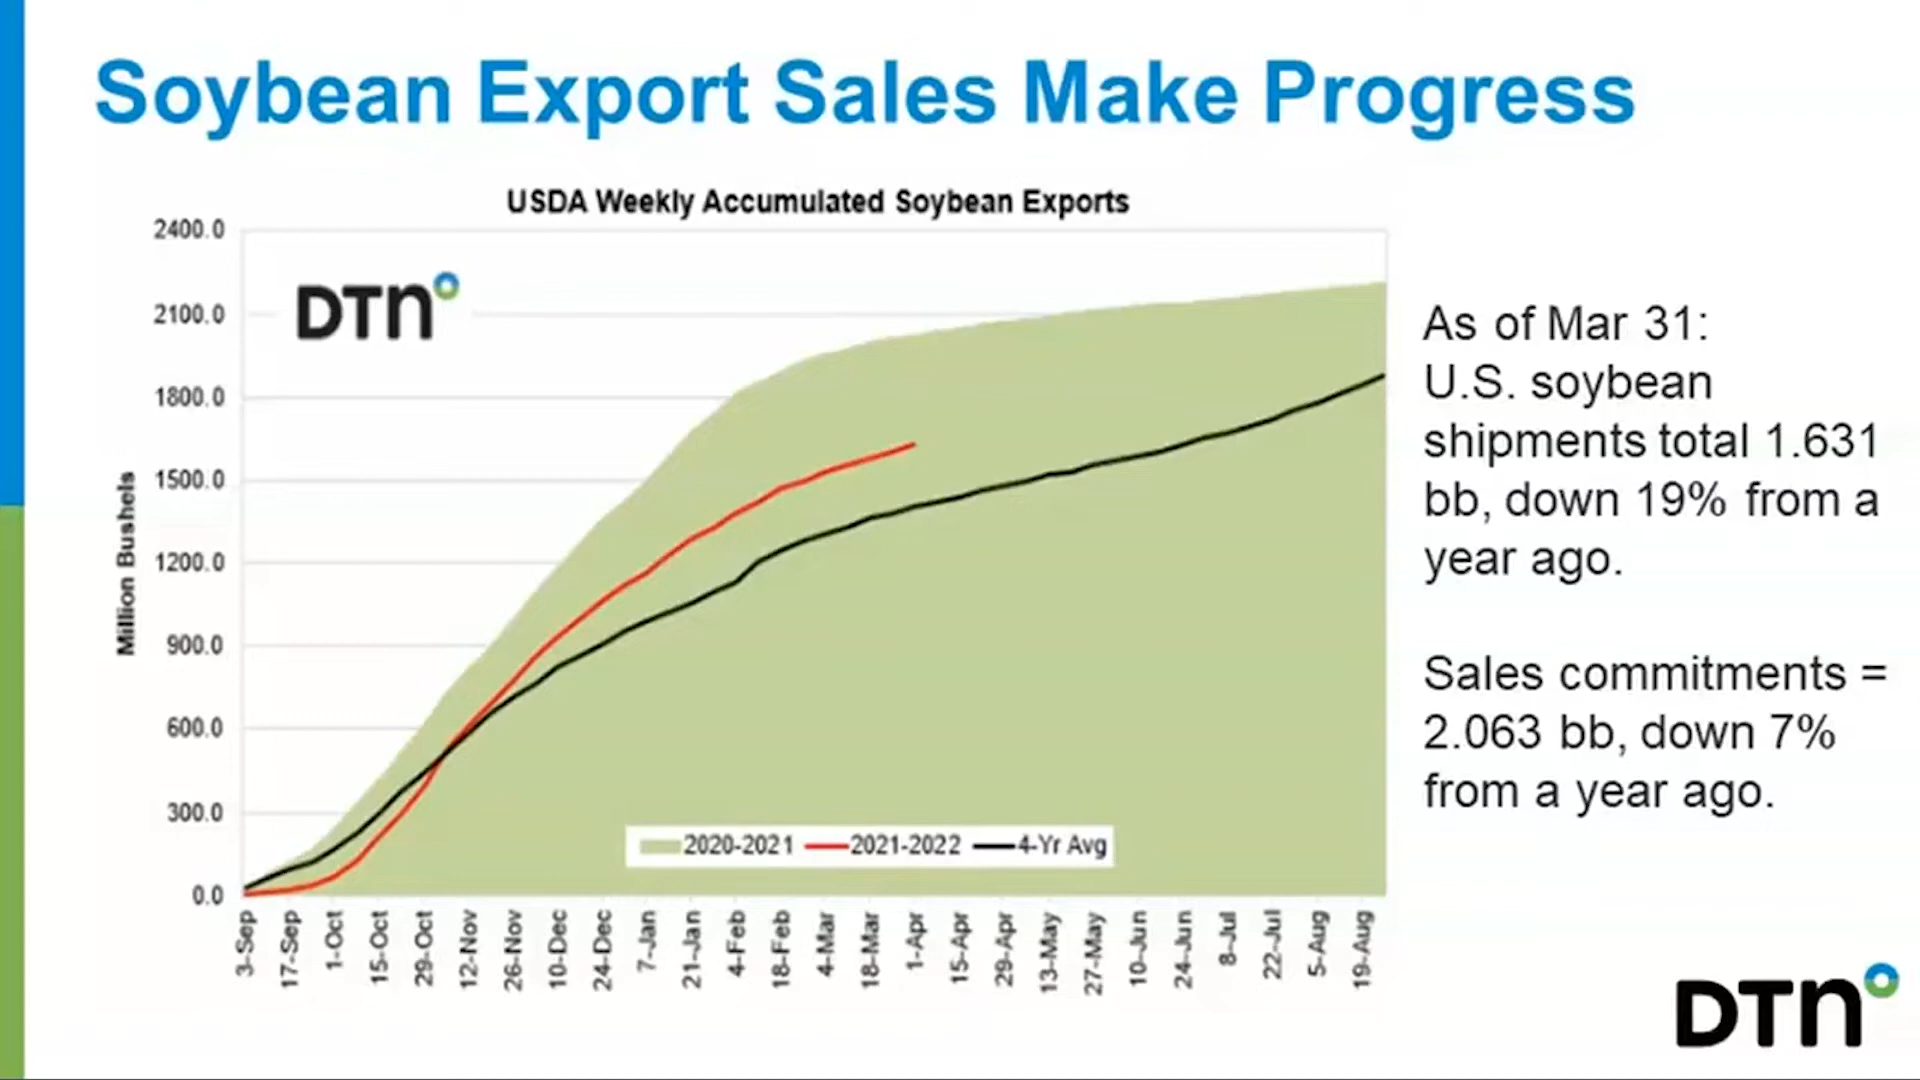 Soybean Export Sales Make Progress
USDA Weekly Accumulated Soybean Exports
DTN
Million Bushels
2400.0
2100.0
1800.0
1500.0
1200.0
900.0
600.0
300.0
0.0
2020-2021 2021-2022 4-Yr Avg
3-Sep
17-Sep
1-Oct
15-Oct
29-Oct
12-Nov
26-Nov
10-Dec
24-Dec
7-Jan
21-Jan
4-Feb
18-Feb
4-Mar
18-Mar
1-Apr
15-Apr
29-Apr
13-May
27-May
10-Jun
24-Jun
8-Jul
22-Jul
5-Aug
19-Aug
As of Mar 31:
U.S. soybean
shipments total 1.631
bb, down 19% from a
year ago.
Sales commitments =
2.063 bb, down 7%
from a year ago.
DTN